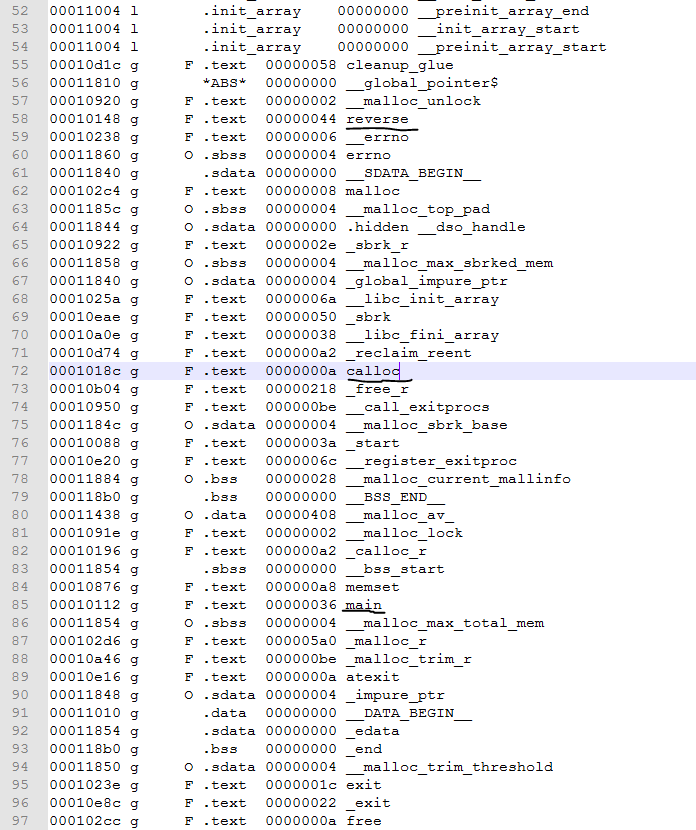 52 00011004 l .init_array 00000000 __preinit_array_end
53 00011004 l .init_array 00000000 __init_array_start
54 00011004 l .init_array 00000000 __preinit_array_start
55 00010d1c g F .text 00000058 cleanup_glue
56 00011810 g *ABS* 00000000 __global_pointer$
57 00010920 g F .text 00000002 __malloc_unlock
58 00010148 g F .text 00000044 reverse
59 00010238 g F .text 00000006 __errno
60 00011860 g O .sbss 00000004 errno
61 00011840 g .sdata 00000000 __SDATA_BEGIN__
62 000102c4 g F .text 00000008 malloc
63 0001185c g O .sbss 00000004 __malloc_top_pad
64 00011844 g O .sdata 00000000 .hidden __dso_handle
65 00010922 g F .text 0000002e _sbrk_r
66 00011858 g O .sbss 00000004 __malloc_max_sbrked_mem
67 00011840 g O .sdata 00000004 _global_impure_ptr
68 0001025a g F .text 0000006a __libc_init_array
69 00010eae g F .text 00000050 _sbrk
70 00010a0e g F .text 00000038 __libc_fini_array
71 00010d74 g F .text 000000a2 _reclaim_reent
72 0001018c g F .text 0000000a calloc
73 00010b04 g F .text 00000218 _free_r
74 00010950 g F .text 000000be __call_exitprocs
75 0001184c g O .sdata 00000004 __malloc_sbrk_base
76 00010088 g F .text 0000003a _start
77 00010e20 g F .text 0000006c __register_exitproc
78 00011884 g O .bss 00000028 __malloc_current_mallinfo
79 000118b0 g .bss 00000000 __BSS_END__
80 00011438 g O .data 00000408 __malloc_av_
81 0001091e g F .text 00000002 __malloc_lock
82 00010196 g F .text 000000a2 _calloc_r
83 00011854 g .sbss 00000000 __bss_start
84 00010876 g F .text 000000a8 memset
85 00010112 g F .text 00000036 main
86 00011854 g O .sbss 00000004 __malloc_max_total_mem
87 000102d6 g F .text 000005a0 _malloc_r
88 00010a46 g F .text 000000be _malloc_trim_r
89 00010e16 g F .text 0000000a atexit
90 00011848 g O .sdata 00000004 _impure_ptr
91 00011010 g .data 00000000 __DATA_BEGIN__
92 00011854 g .sdata 00000000 _edata
93 000118b0 g .bss 00000000 _end
94 00011850 g O .sdata 00000004 __malloc_trim_threshold
95 0001023e g F .text 0000001c exit
96 00010e8c g F .text 00000022 _exit
97 000102cc g F .text 0000000a free